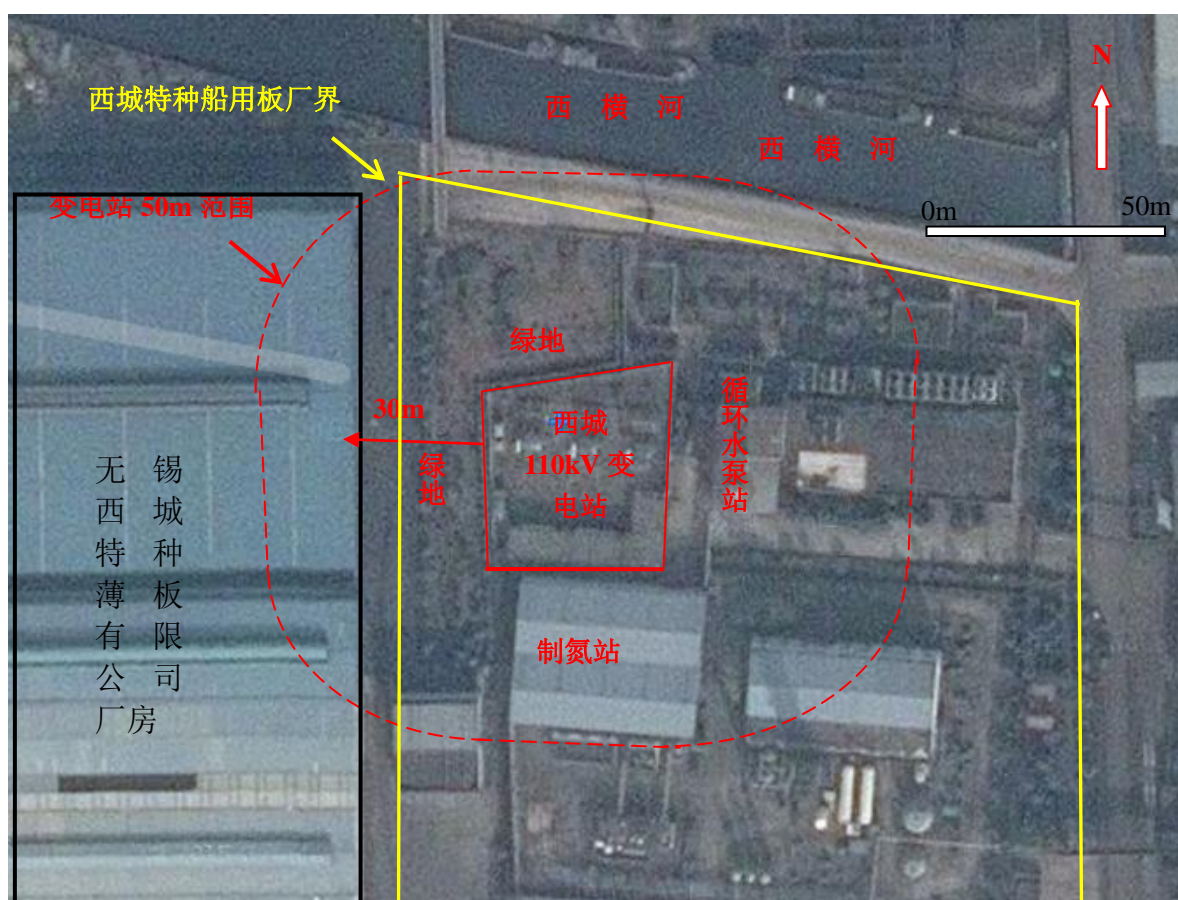 N
西城特种船用板厂界
西 横 河
西 横 河
变电站 50m 范围
0m
50m
绿地
30m
西城
110kV 变
电站
循环水泵站
绿地
无 锡
西 城
特 种
薄 板
有 限
公 司
厂房
制氮站